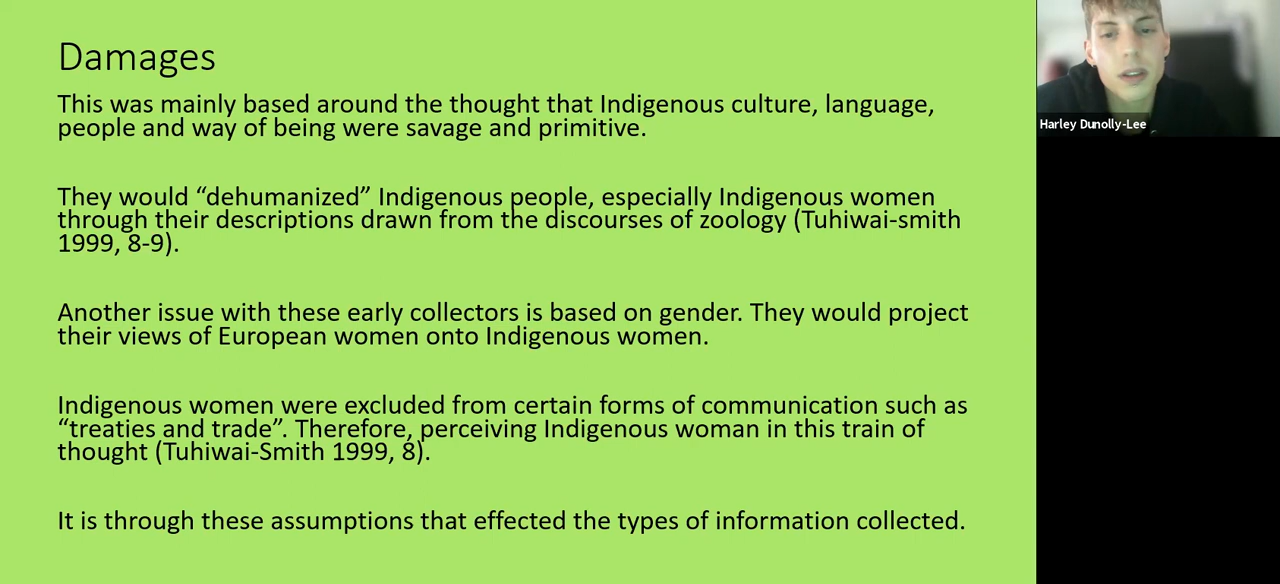 Damages
This was mainly based around the thought that Indigenous culture, language,
people and way of being were savage and primitive.
They would “dehumanized” Indigenous people, especially Indigenous women
through their descriptions drawn from the discourses of zoology (Tuhiwai-smith
1999, 8-9).
Another issue with these early collectors is based on gender. They would project
their views of European women onto Indigenous women.
Indigenous women were excluded from certain forms of communication such as
“treaties and trade”. Therefore, perceiving Indigenous woman in this train of
thought (Tuhiwai-Smith 1999, 8).
It is through these assumptions that effected the types of information collected.
Harley Dunolly-Lee